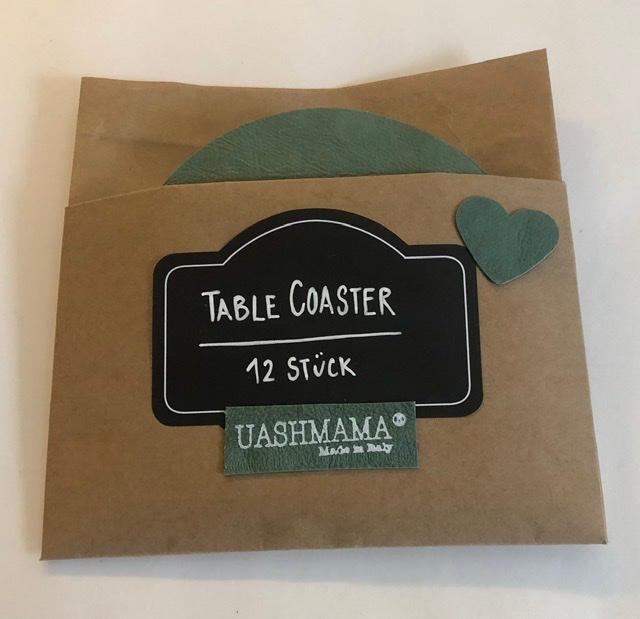 TABLE COASTER
12 STÜCK
UASHMAMA
Made in Italy